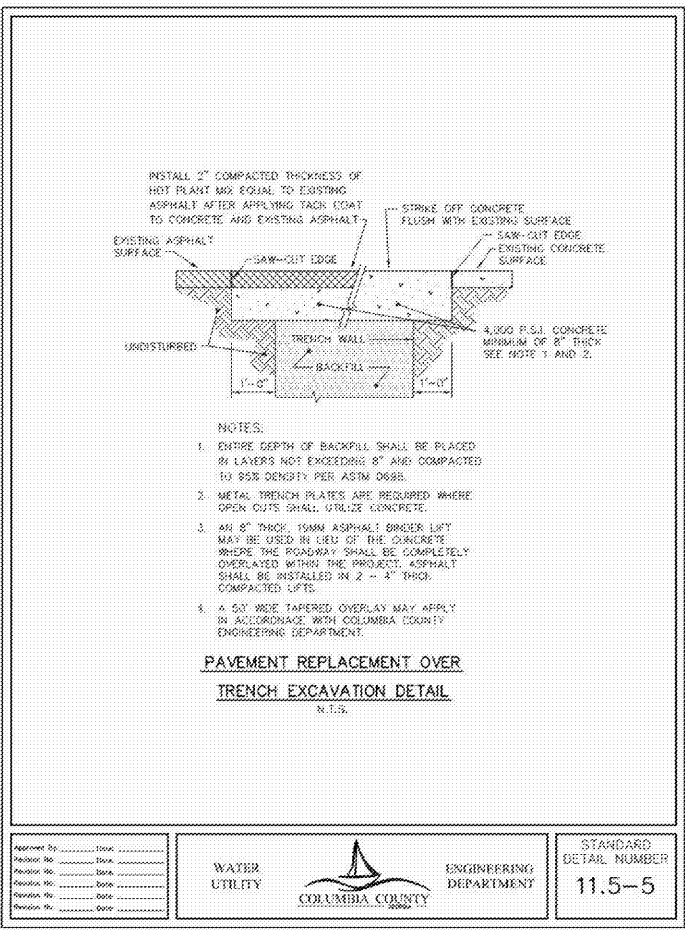 INSTALL 2" COMPACTED THICKNESS OF
HOT PLANT MIX EQUAL TO EXISTING
ASPHALT AFTER APPLYING TACK COAT
TO CONCRETE AND EXISTING ASPHALT
STRIKE OFF CONCRETE
FLUSH WITH EXISTING SURFACE
SAW-CUT EDGE
EXISTING CONCRETE
SURFACE
EXISTING ASPHALT
SURFACE
SAW-CUT EDGE
4,000 P.S.I. CONCRETE
MINIMUM OF 8" THICK
SEE NOTE 1 AND 2.
UNDISTURBED
TRENCH WALL
BACKFILL
1'-0"
1'-0"
NOTES:
1. ENTIRE DEPTH OF BACKFILL SHALL BE PLACED
IN LAYERS NOT EXCEEDING 8" AND COMPACTED
TO 95% DENSITY PER ASTM D698.
2. METAL TRENCH PLATES ARE REQUIRED WHERE
OPEN CUTS SHALL UTILIZE CONCRETE.
3. AN 8" THICK, 19MM ASPHALT BINDER LIFT
MAY BE USED IN LIEU OF THE CONCRETE
WHERE THE ROADWAY SHALL BE COMPLETELY
OVERLAYED WITHIN THE PROJECT. ASPHALT
SHALL BE INSTALLED IN 2 - 4" THICK
COMPACTED LIFTS.
4. A 50' WIDE TAPERED OVERLAY MAY APPLY
IN ACCORDNACE WITH COLUMBIA COUNTY
ENGINEERING DEPARTMENT.
PAVEMENT REPLACEMENT OVER
TRENCH EXCAVATION DETAIL
N.T.S.
Approved By: Date:
Revision No. Date:
Revision No. Date:
Revision No. Date:
Revision No. Date:
Revision No. Date:
WATER
UTILITY
COLUMBIA COUNTY
GEORGIA
ENGINEERING
DEPARTMENT
STANDARD
DETAIL NUMBER
11.5-5